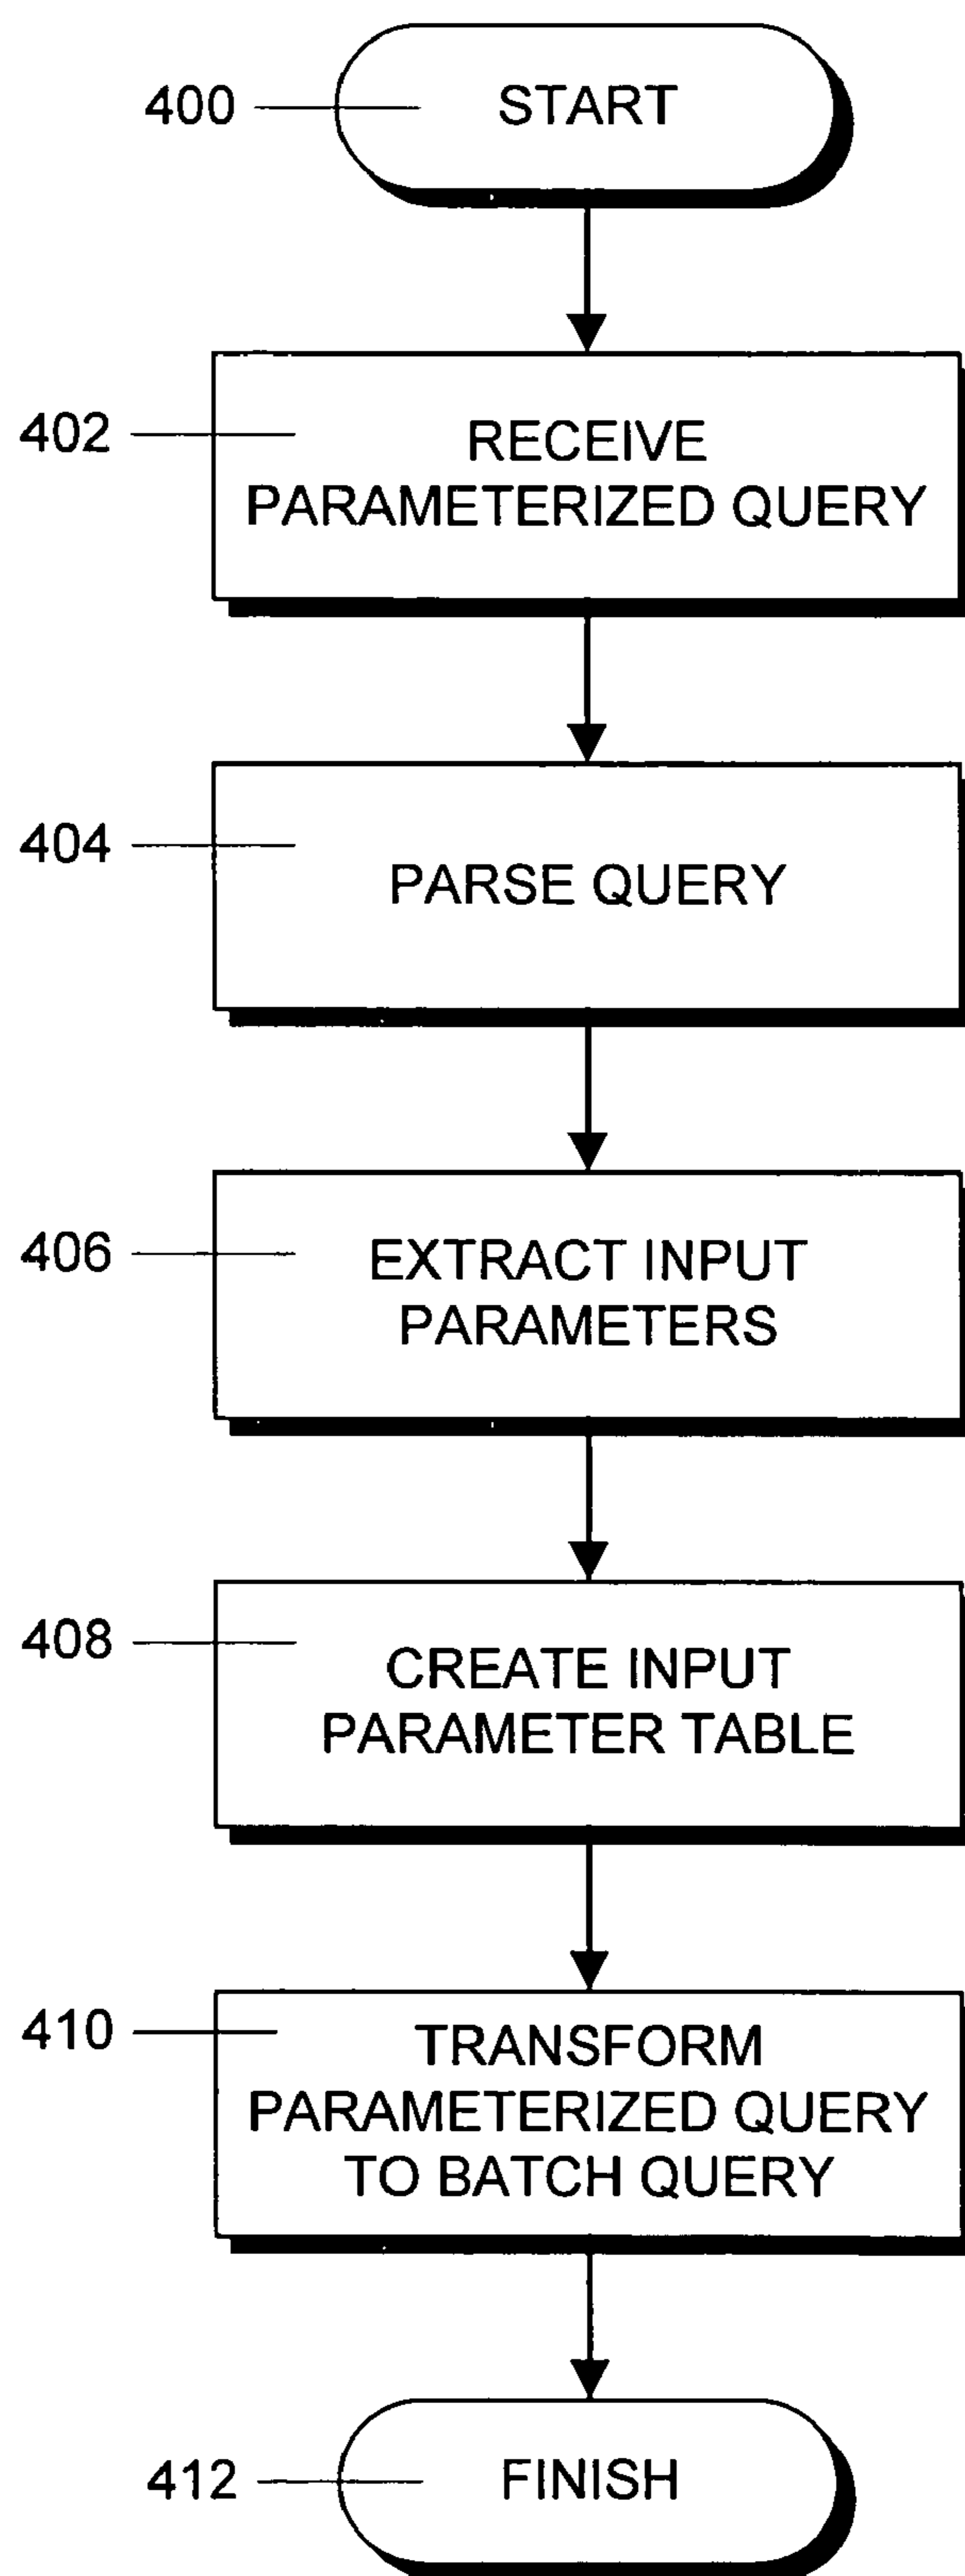 400
START
402
RECEIVE
PARAMETERIZED QUERY
404
PARSE QUERY
406
EXTRACT INPUT
PARAMETERS
408
CREATE INPUT
PARAMETER TABLE
410
TRANSFORM
PARAMETERIZED QUERY
TO BATCH QUERY
412
FINISH